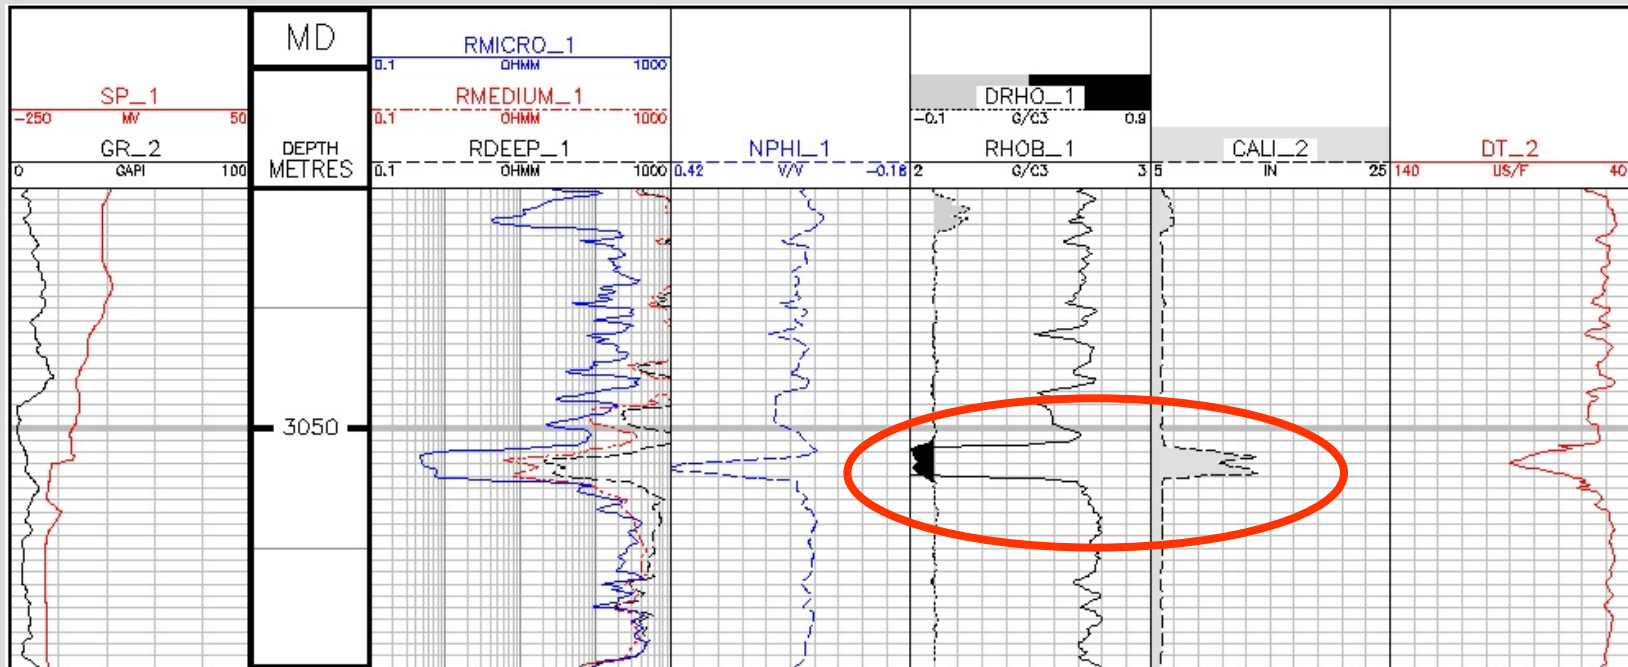 SP_1
-250 MV 50
GR_2
0 GAPI 100
MD
DEPTH
METRES
RMICRO_1
0.1 OHMM 1000
RMEDIUM_1
0.1 OHMM 1000
RDEEP_1
0.1 OHMM 1000
NPHI_1
0.42 V/V -0.18
DRHO_1
-0.1 G/C3 0.9
RHOB_1
2 G/C3 3
CALI_2
5 IN 25
DT_2
140 US/F 40
3050